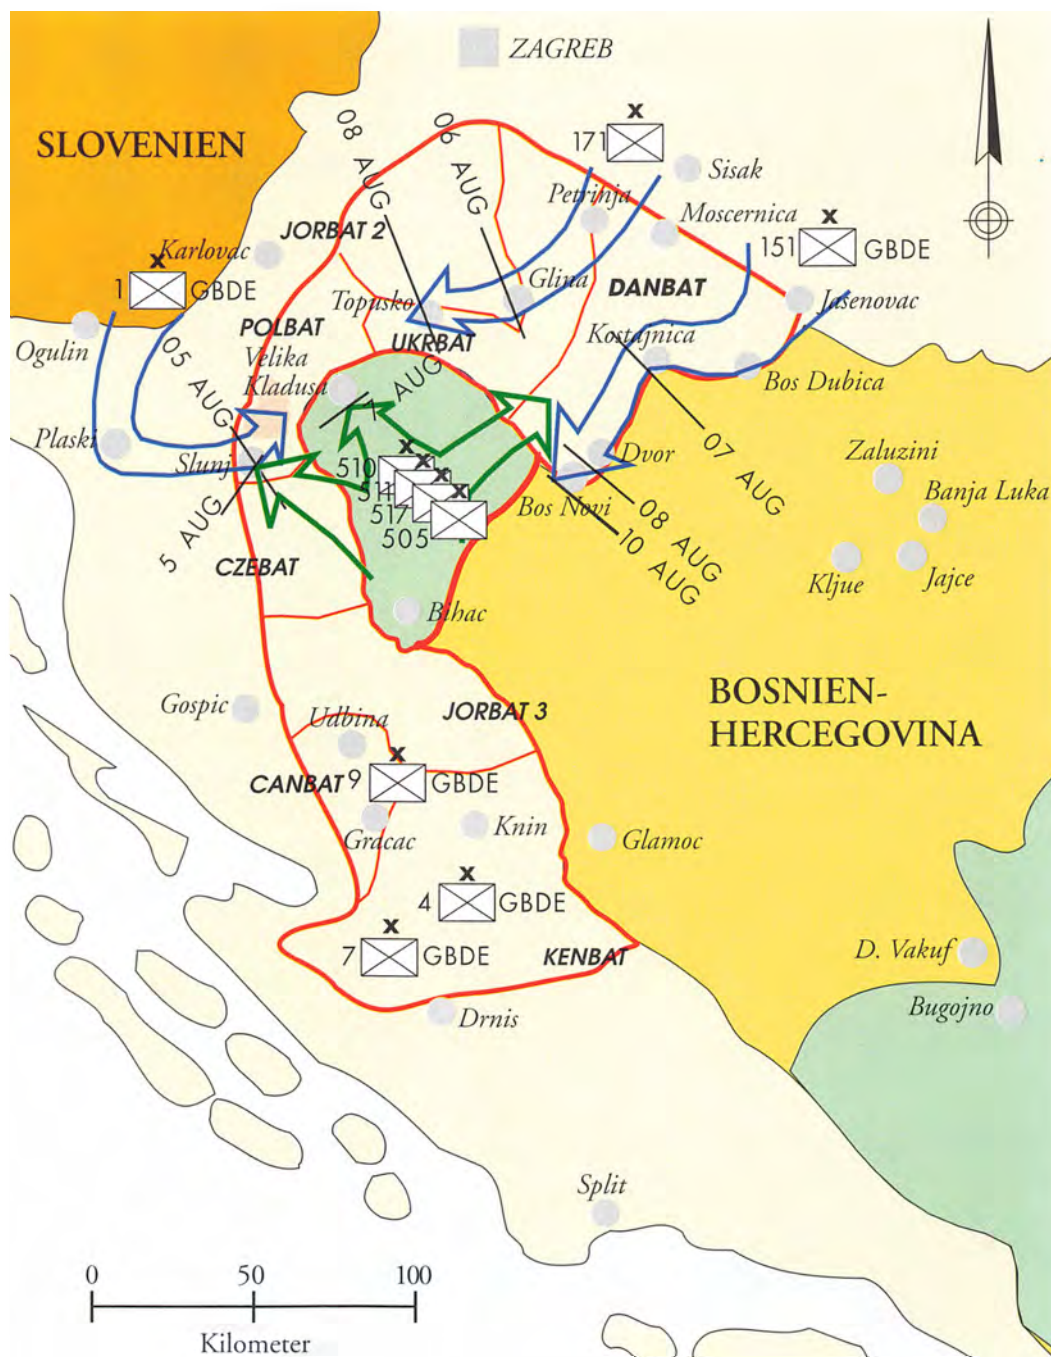 ZAGREB
SLOVENIEN
08 AUG
06 AUG
171
Sisak
Petrinja
Moscernica
JORBAT 2
Karlovac
151
GBDE
1
GBDE
Topusko
Glina
DANBAT
Jasenovac
Ogulin
POLBAT
UKRBAT
Kostajnica
05 AUG
Velika
Kladusa
7 AUG
Bos Dubica
Plaski
Slunj
Dvor
07 AUG
Zaluzini
510
511
517
505
Bos Novi
Banja Luka
5 AUG
08 AUG
10 AUG
CZEBAT
Kljue
Jajce
Bihac
Gospic
Udbina
JORBAT 3
BOSNIEN-
HERCEGOVINA
CANBAT
9
GBDE
Gracac
Knin
Glamoc
4
GBDE
7
GBDE
KENBAT
D. Vakuf
Drnis
Bugojno
Split
0
50
100
Kilometer